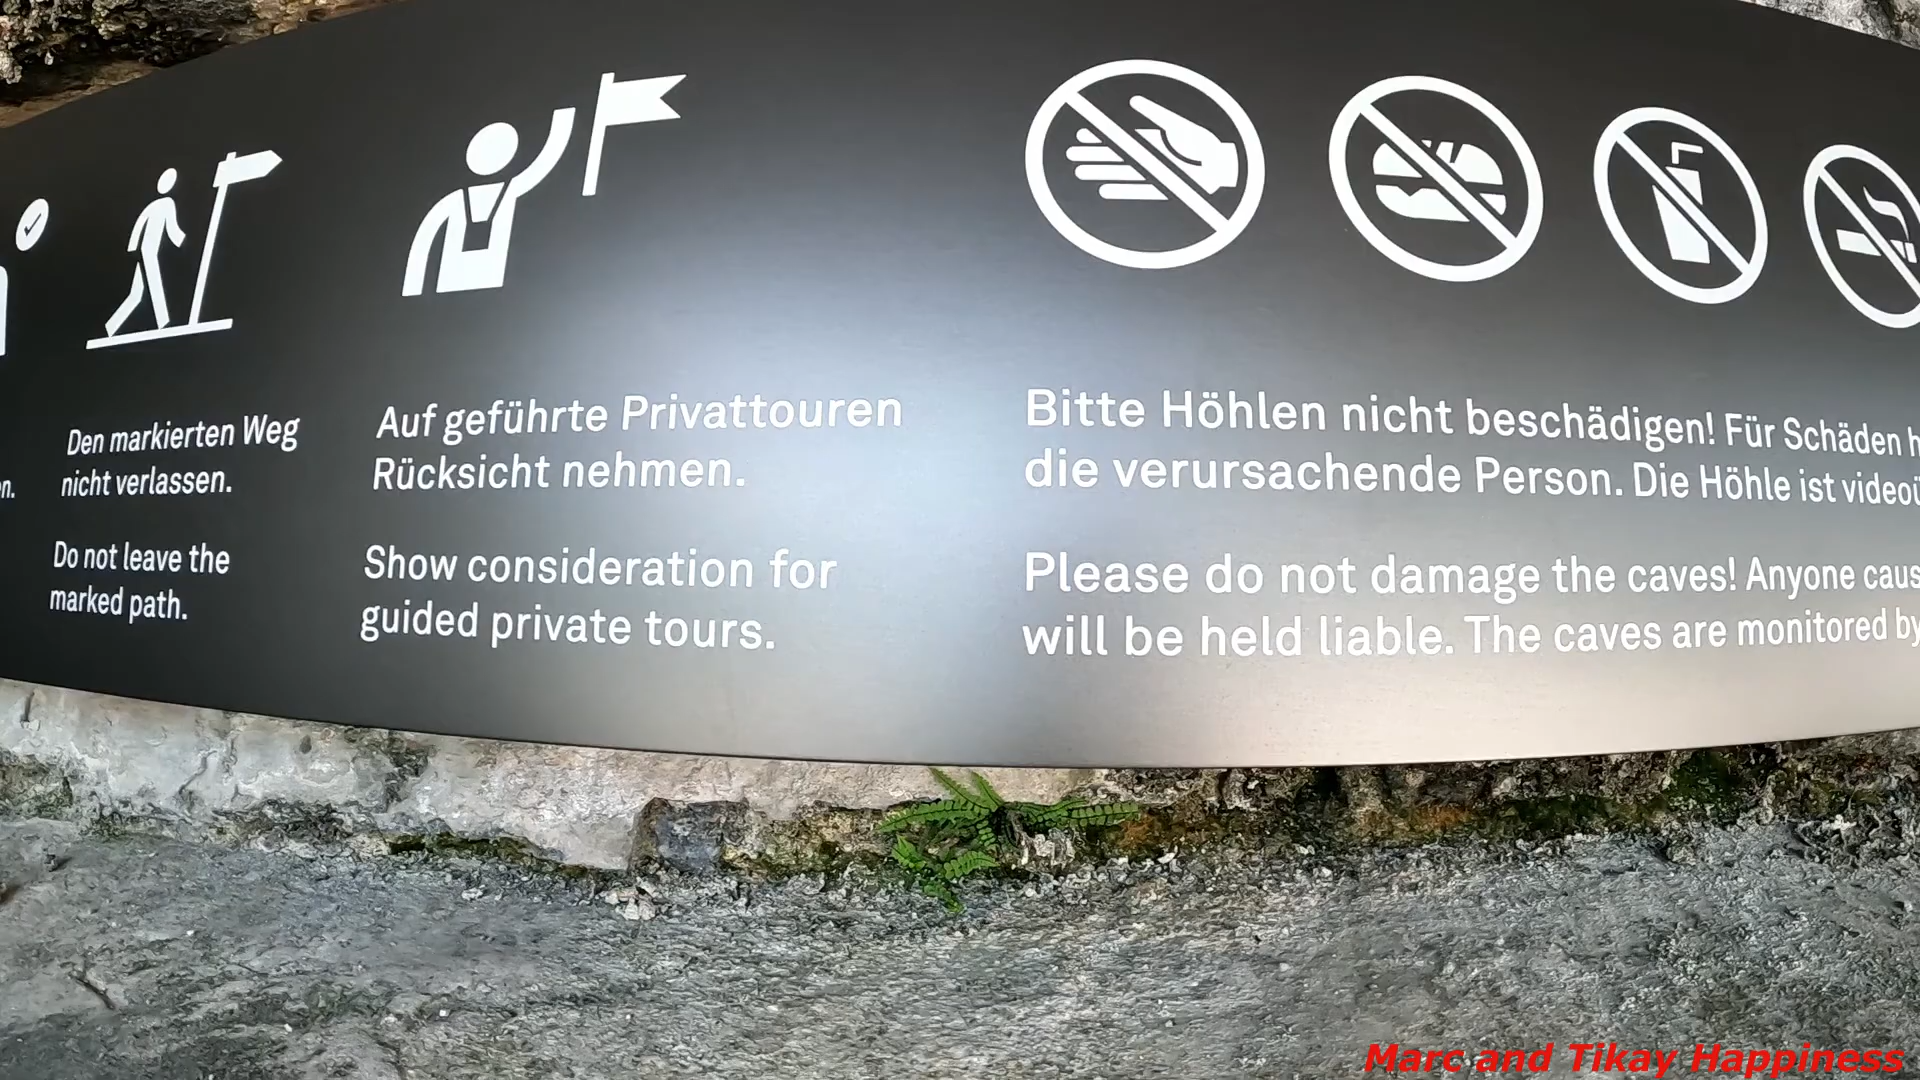 Den markierten Weg
nicht verlassen.
Do not leave the
marked path.
Auf geführte Privattouren
Rücksicht nehmen.
Show consideration for
guided private tours.
Bitte Höhlen nicht beschädigen! Für Schäden
die verursachende Person. Die Höhle ist
Please do not damage the caves! Anyone
will be held liable. The caves are monitored by
Marc and Tikay Happiness